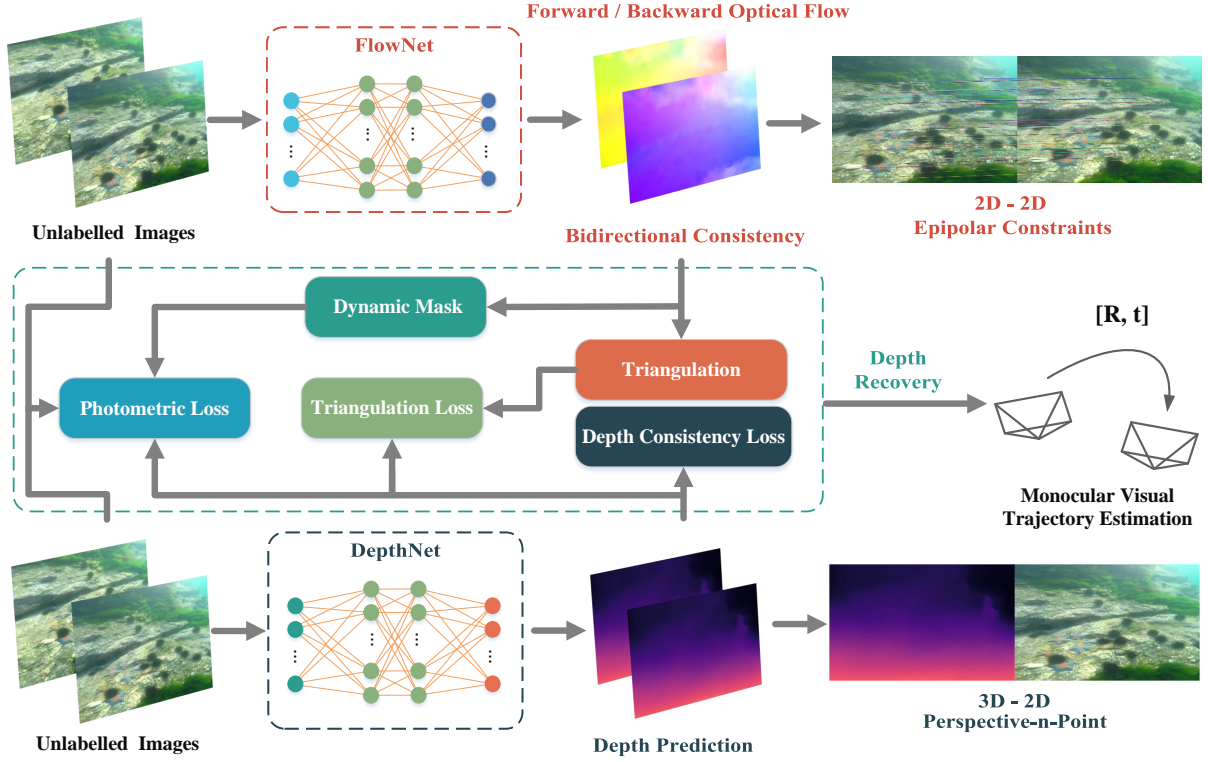 Forward / Backward Optical Flow
FlowNet
Unlabelled Images
Bidirectional Consistency
2D - 2D
Epipolar Constraints
Dynamic Mask
Triangulation
Photometric Loss
Triangulation Loss
Depth Consistency Loss
Depth
Recovery
[R, t]
Monocular Visual
Trajectory Estimation
DepthNet
Unlabelled Images
Depth Prediction
3D - 2D
Perspective-n-Point